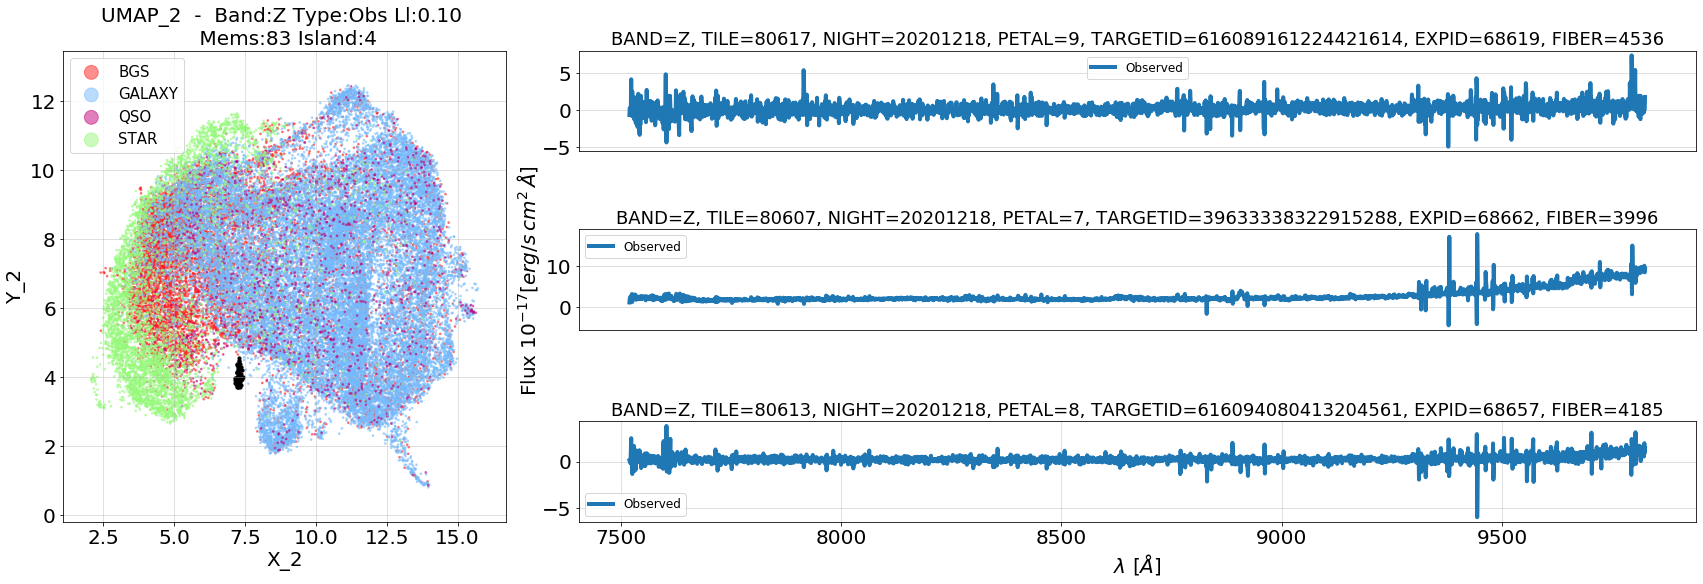 UMAP_2 - Band:Z Type:Obs Ll:0.10
Mems:83 Island:4
BGS
GALAXY
QSO
STAR
12
10
8
6
4
2
0
Y_2
2.5 5.0 7.5 10.0 12.5 15.0
X_2
Flux 10^{-17}[erg/s cm^2 Å]
BAND=Z, TILE=80617, NIGHT=20201218, PETAL=9, TARGETID=616089161224421614, EXPID=68619, FIBER=4536
Observed
5
0
−5
BAND=Z, TILE=80607, NIGHT=20201218, PETAL=7, TARGETID=39633338322915288, EXPID=68662, FIBER=3996
Observed
10
0
BAND=Z, TILE=80613, NIGHT=20201218, PETAL=8, TARGETID=616094080413204561, EXPID=68657, FIBER=4185
Observed
0
−5
7500 8000 8500 9000 9500
λ [Å]